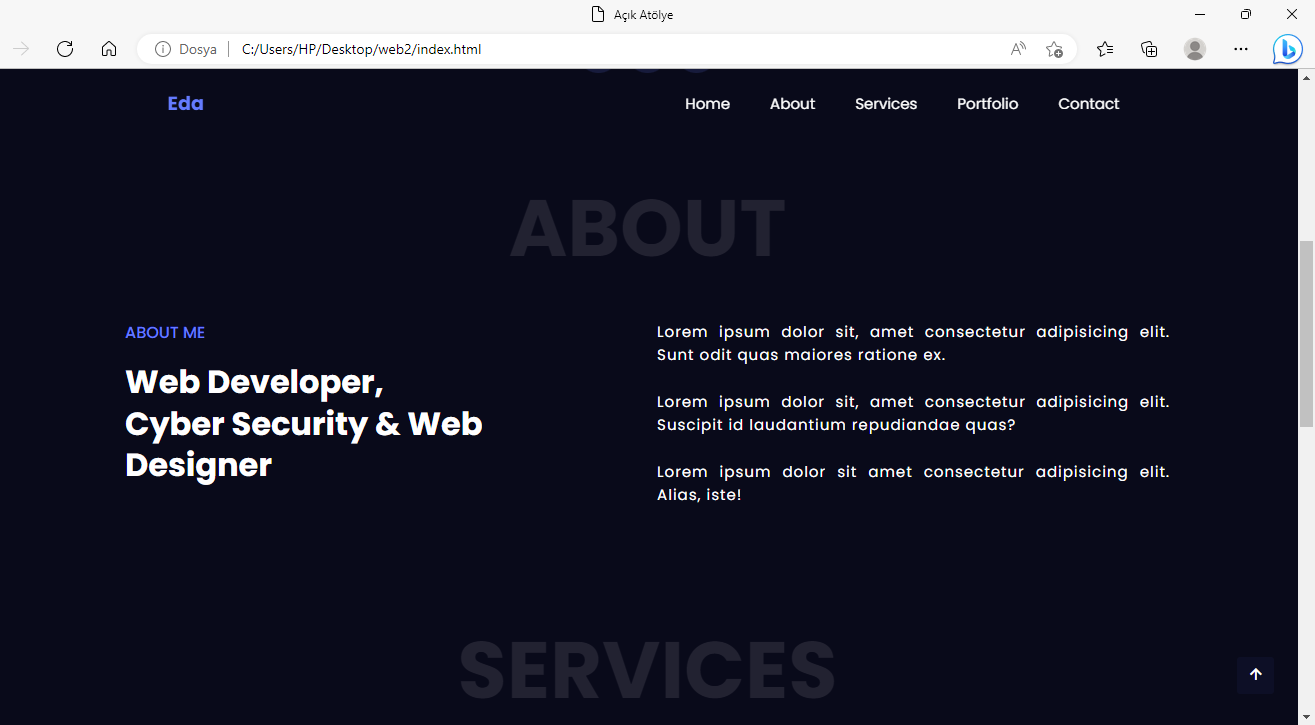 Açık Atölye
Dosya C:/Users/HP/Desktop/web2/index.html
Eda Home About Services Portfolio Contact
ABOUT
ABOUT ME
Web Developer,
Cyber Security & Web
Designer
Lorem ipsum dolor sit, amet consectetur adipisicing elit.
Sunt odit quas maiores ratione ex.
Lorem ipsum dolor sit, amet consectetur adipisicing elit.
Suscipit id laudantium repudiandae quas?
Lorem ipsum dolor sit amet consectetur adipisicing elit.
Alias, iste!
SERVICES